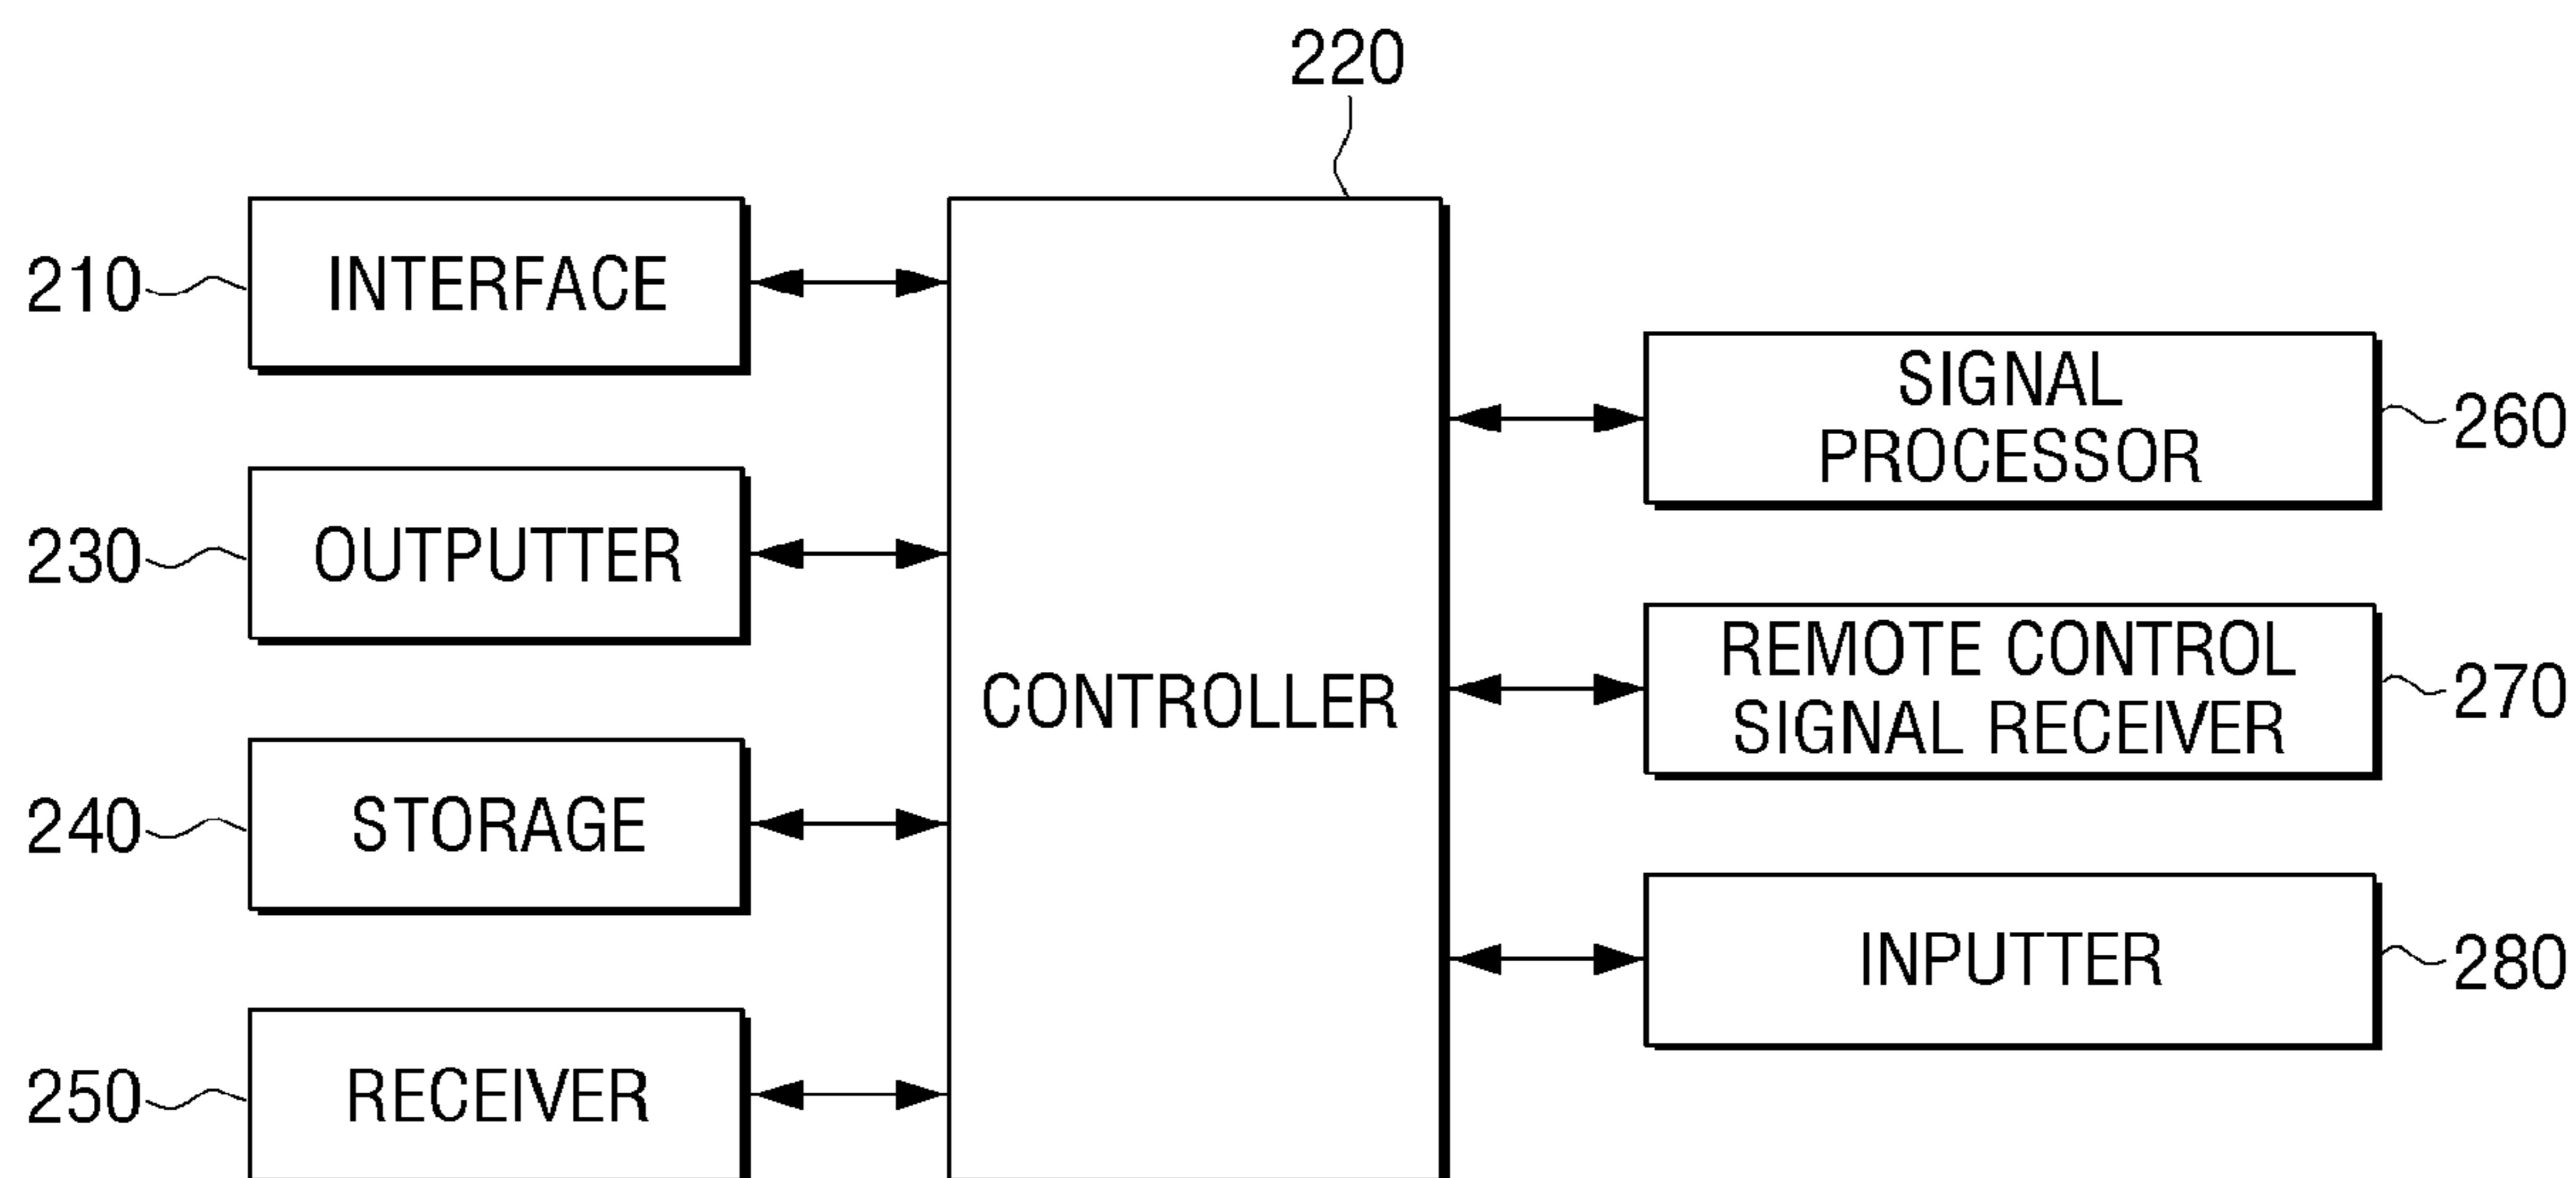 220
210
INTERFACE
230
OUTPUTTER
240
STORAGE
250
RECEIVER
CONTROLLER
SIGNAL
PROCESSOR
260
REMOTE CONTROL
SIGNAL RECEIVER
270
INPUTTER
280